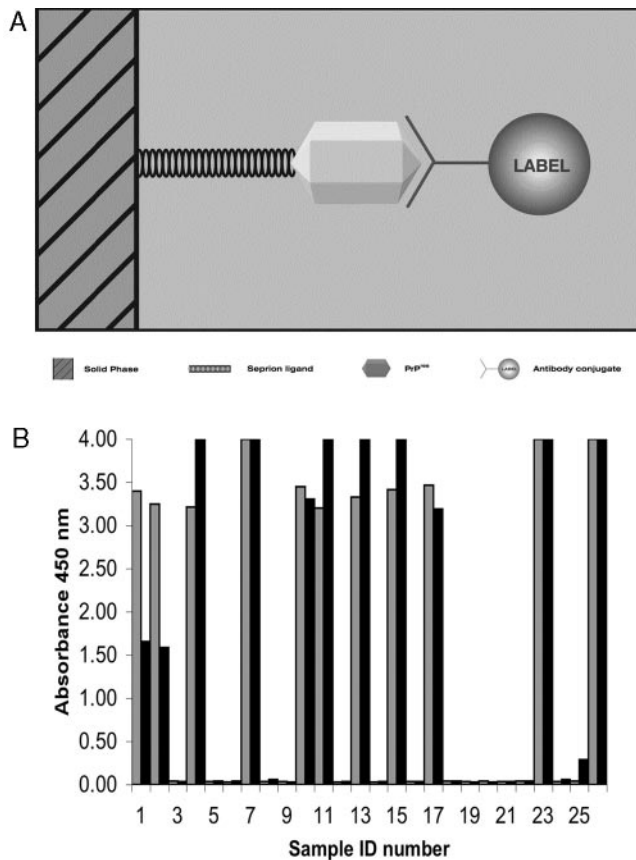 A
LABEL
Solid Phase
Seprion ligand
LABEL
Antibody conjugate
B
4.00
3.50
3.00
2.50
2.00
1.50
1.00
0.50
0.00
Absorbance 450 nm
1 3 5 7 9 11 13 15 17 19 21 23 25
Sample ID number